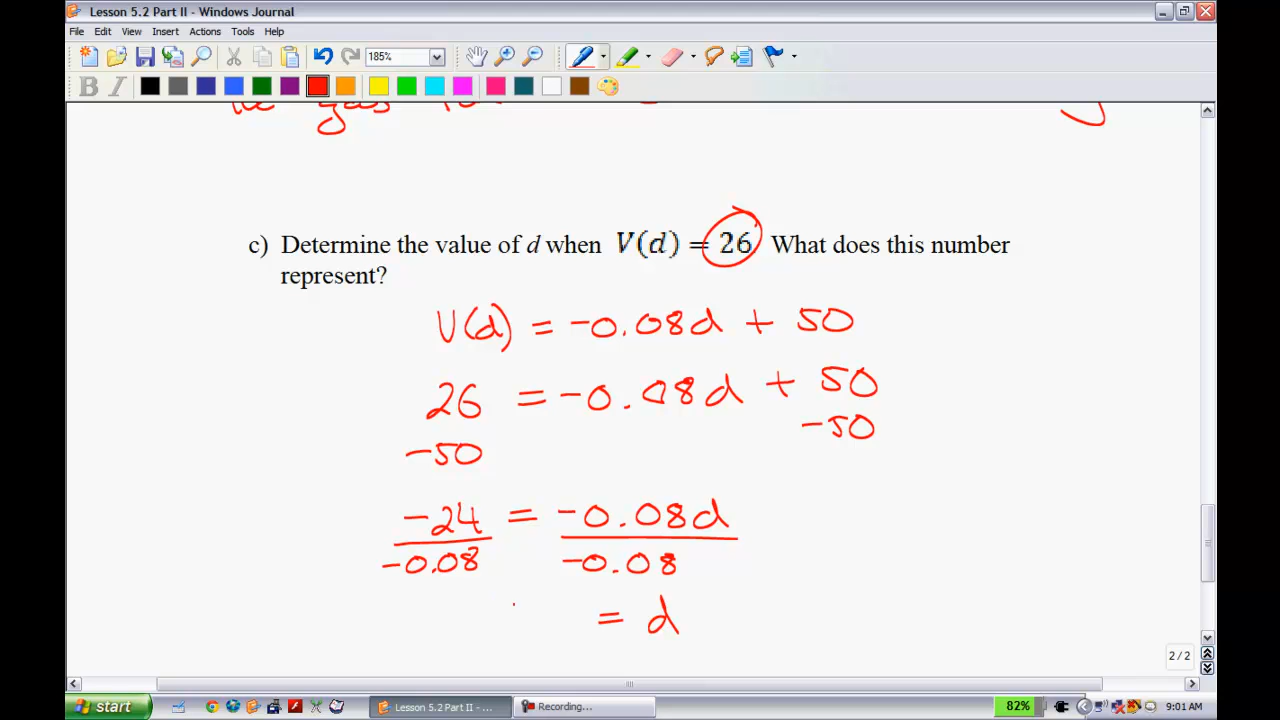 Lesson 5.2 Part II - Windows Journal
File Edit View Insert Actions Tools Help
185%
B I
c) Determine the value of d when V(d) = 26 What does this number
represent?
V(d) = -0.08d + 50
26 = -0.08d + 50
-50
-50
-24 = -0.08d
-0.08 -0.08
= d
2/2
start
Lesson 5.2 Part II - ...
Recording...
82%
9:01 AM